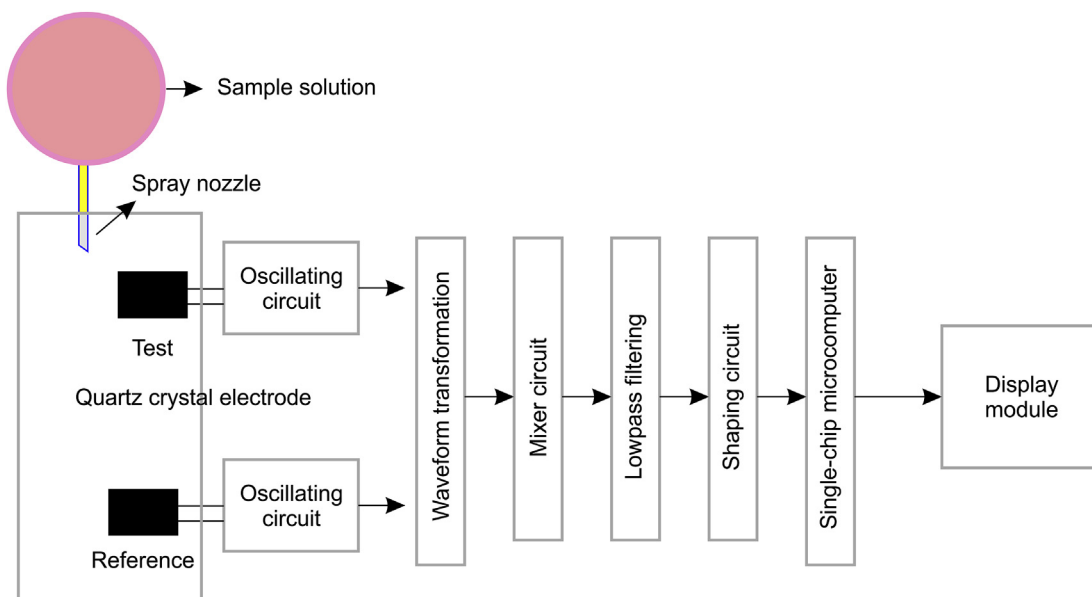 Sample solution
Spray nozzle
Oscillating
circuit
Test
Quartz crystal electrode
Oscillating
circuit
Reference
Waveform transformation
Mixer circuit
Lowpass filtering
Shaping circuit
Single-chip microcomputer
Display
module